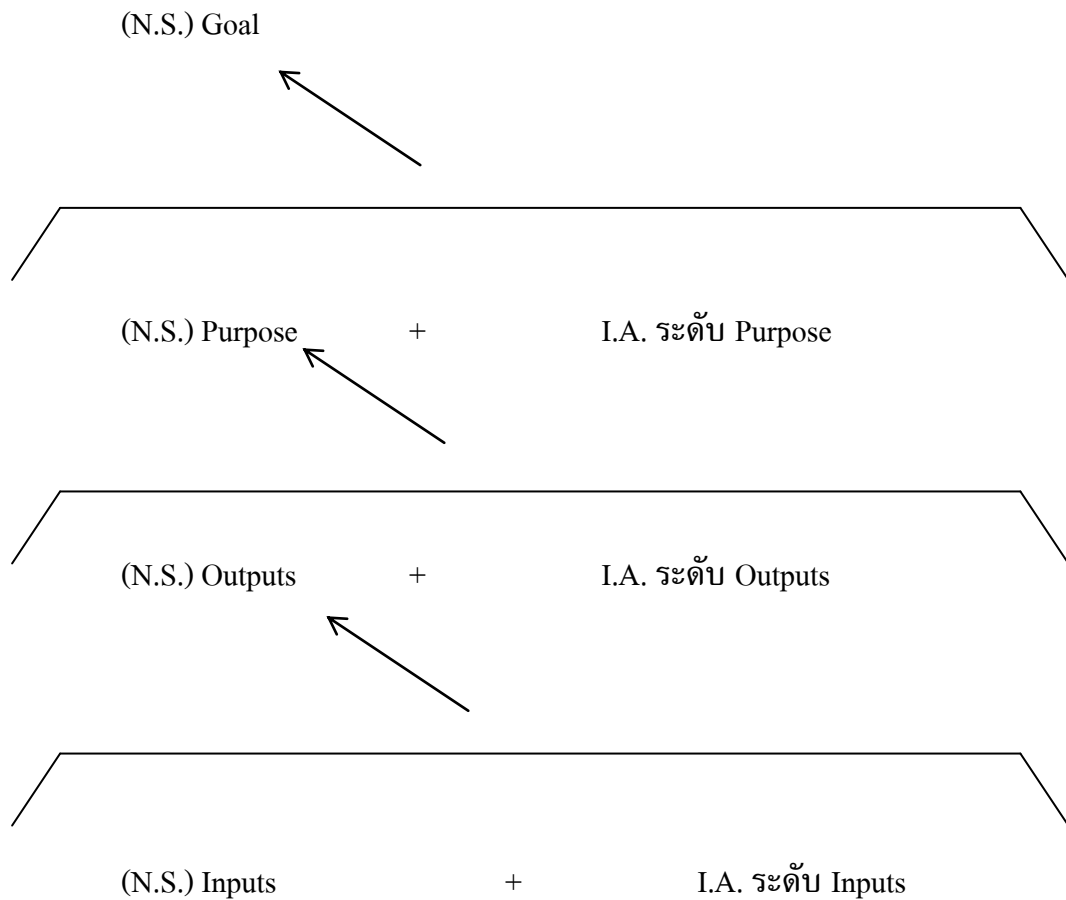 (N.S.) Goal
(N.S.) Purpose + I.A. ระดับ Purpose
(N.S.) Outputs + I.A. ระดับ Outputs
(N.S.) Inputs + I.A. ระดับ Inputs